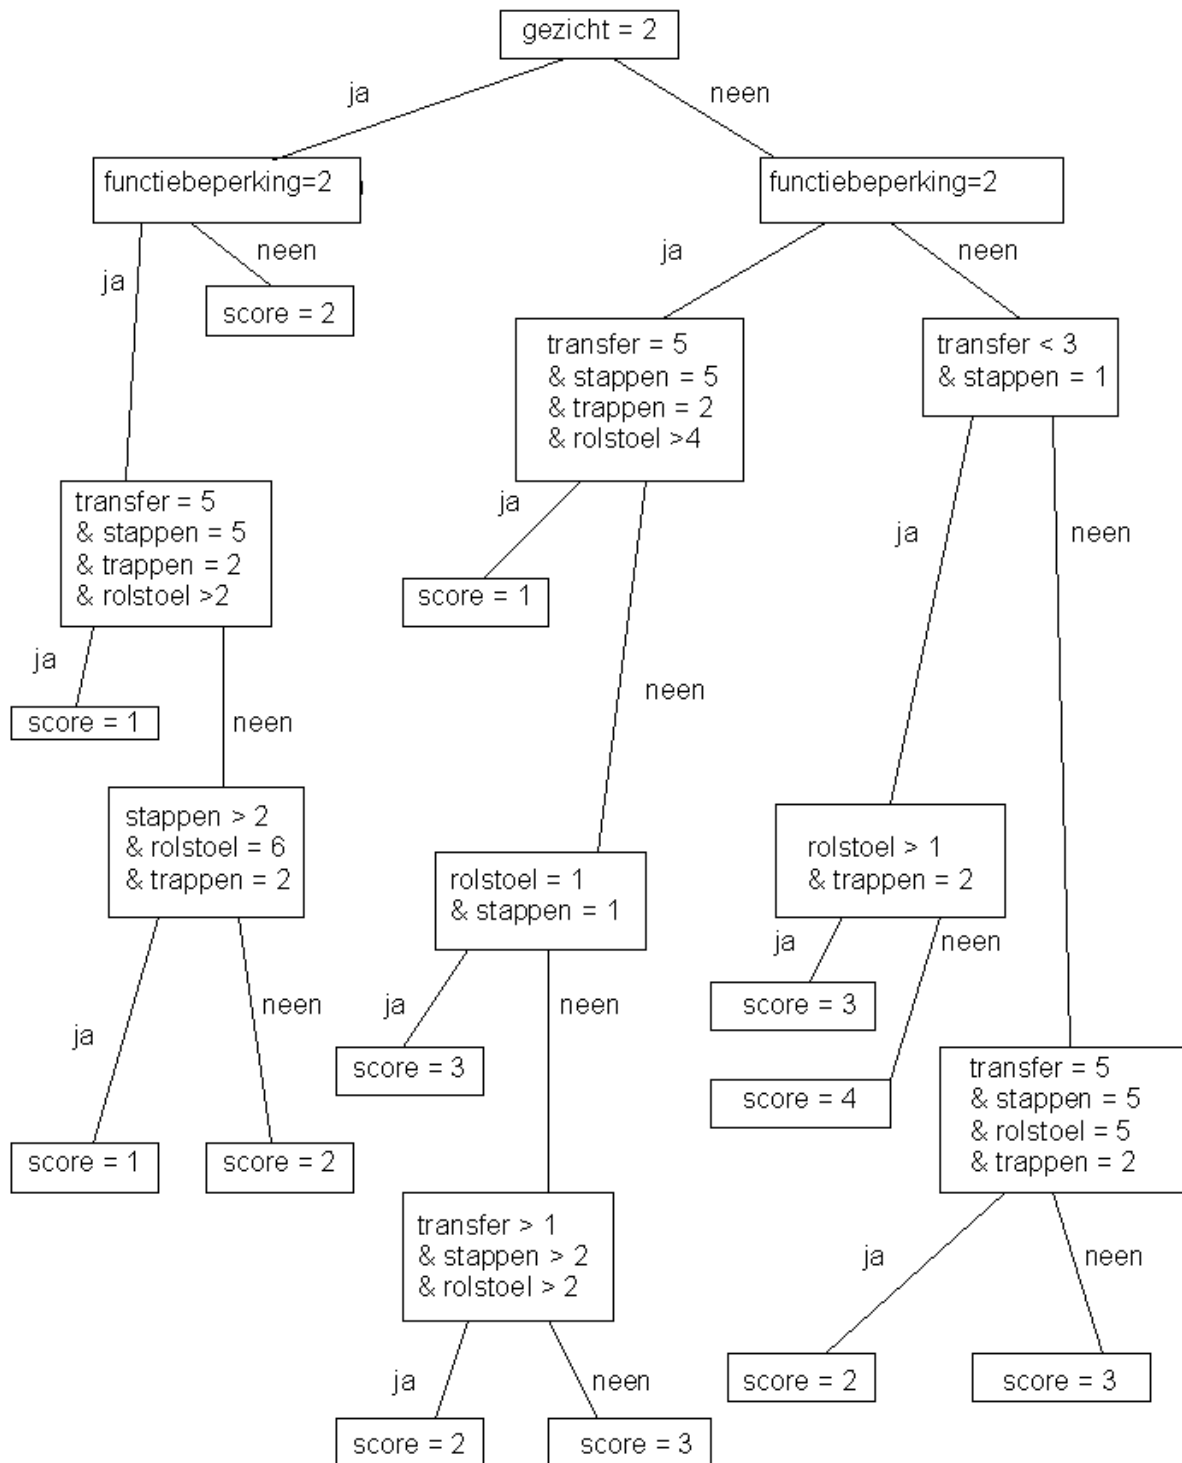 gezicht = 2
ja
neen
functiebeperking=2
functiebeperking=2
ja
neen
ja
neen
score = 2
transfer = 5
& stappen = 5
& trappen = 2
& rolstoel >4
transfer < 3
& stappen = 1
transfer = 5
& stappen = 5
& trappen = 2
& rolstoel >2
ja
score = 1
ja
neen
ja
neen
score = 1
neen
stappen > 2
& rolstoel = 6
& trappen = 2
rolstoel = 1
& stappen = 1
rolstoel > 1
& trappen = 2
ja
neen
ja
neen
ja
neen
score = 3
score = 3
score = 4
transfer = 5
& stappen = 5
& rolstoel = 5
& trappen = 2
score = 1
score = 2
transfer > 1
& stappen > 2
& rolstoel > 2
ja
neen
ja
neen
score = 2
score = 3
score = 2
score = 3